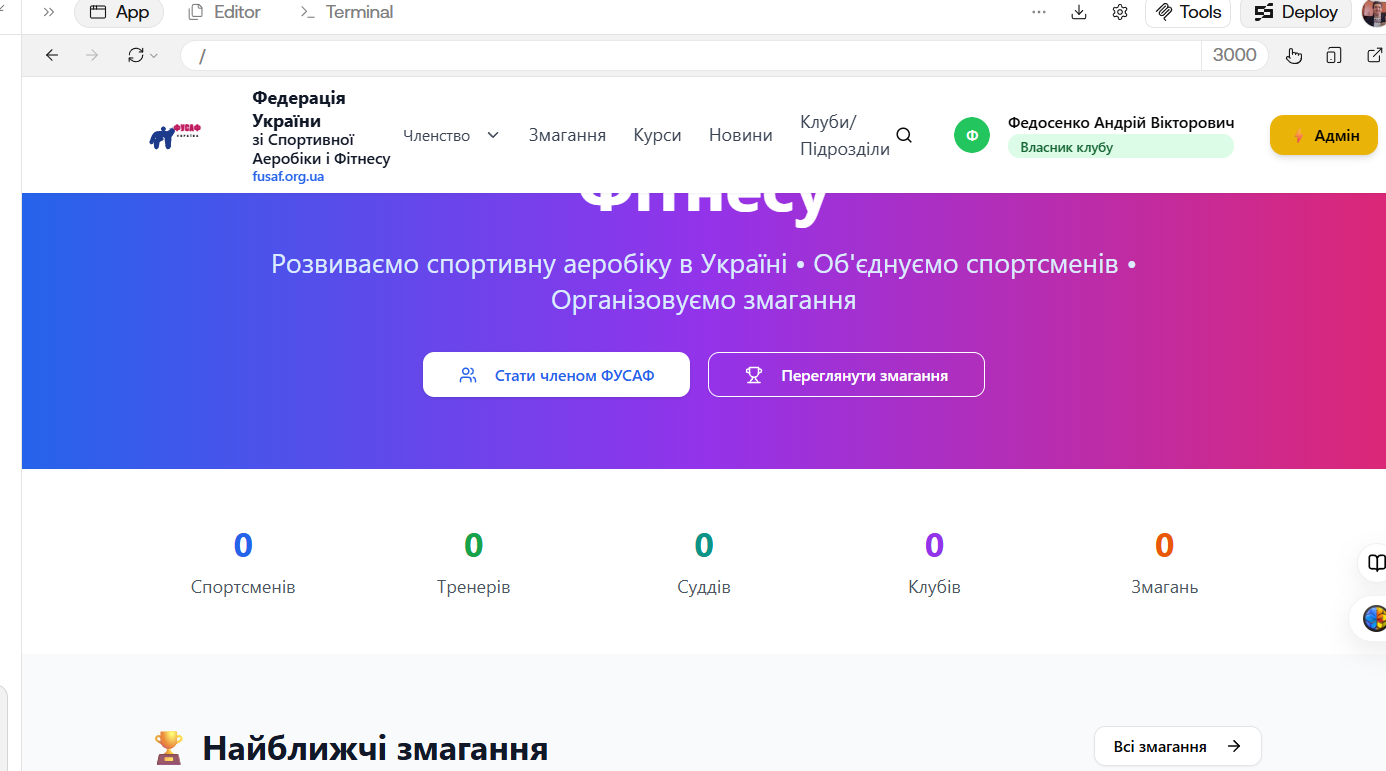 App
Editor
Terminal
Tools
Deploy
/
3000
ФУСАФ
УКРАЇНА
Федерація
України
зі Спортивної
Аеробіки і Фітнесу
fusaf.org.ua
Членство
Змагання
Курси
Новини
Клуби/
Підрозділи
Ф
Федосенко Андрій Вікторович
Власник клубу
Адмін
Фітнесу
Розвиваємо спортивну аеробіку в Україні • Об'єднуємо спортсменів •
Організовуємо змагання
Стати членом ФУСАФ
Переглянути змагання
0
0
0
0
0
Спортсменів
Тренерів
Суддів
Клубів
Змагань
Найближчі змагання
Всі змагання